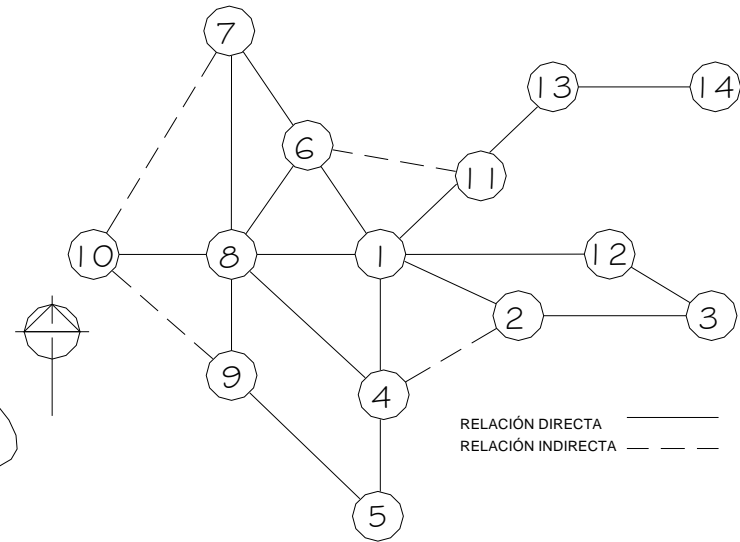 7
13 14
6
11
10 8 1 12
2 3
9
4
RELACIÓN DIRECTA
RELACIÓN INDIRECTA
5